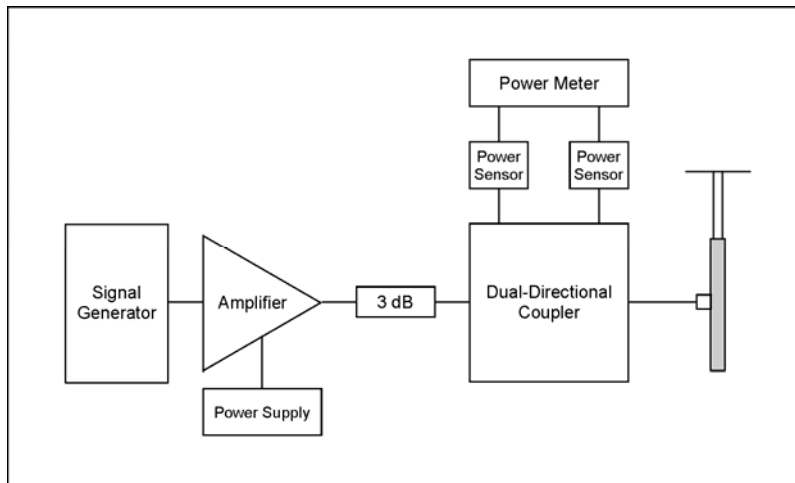 Power Meter
Power
Sensor
Power
Sensor
Signal
Generator
Amplifier
3 dB
Dual-Directional
Coupler
Power Supply